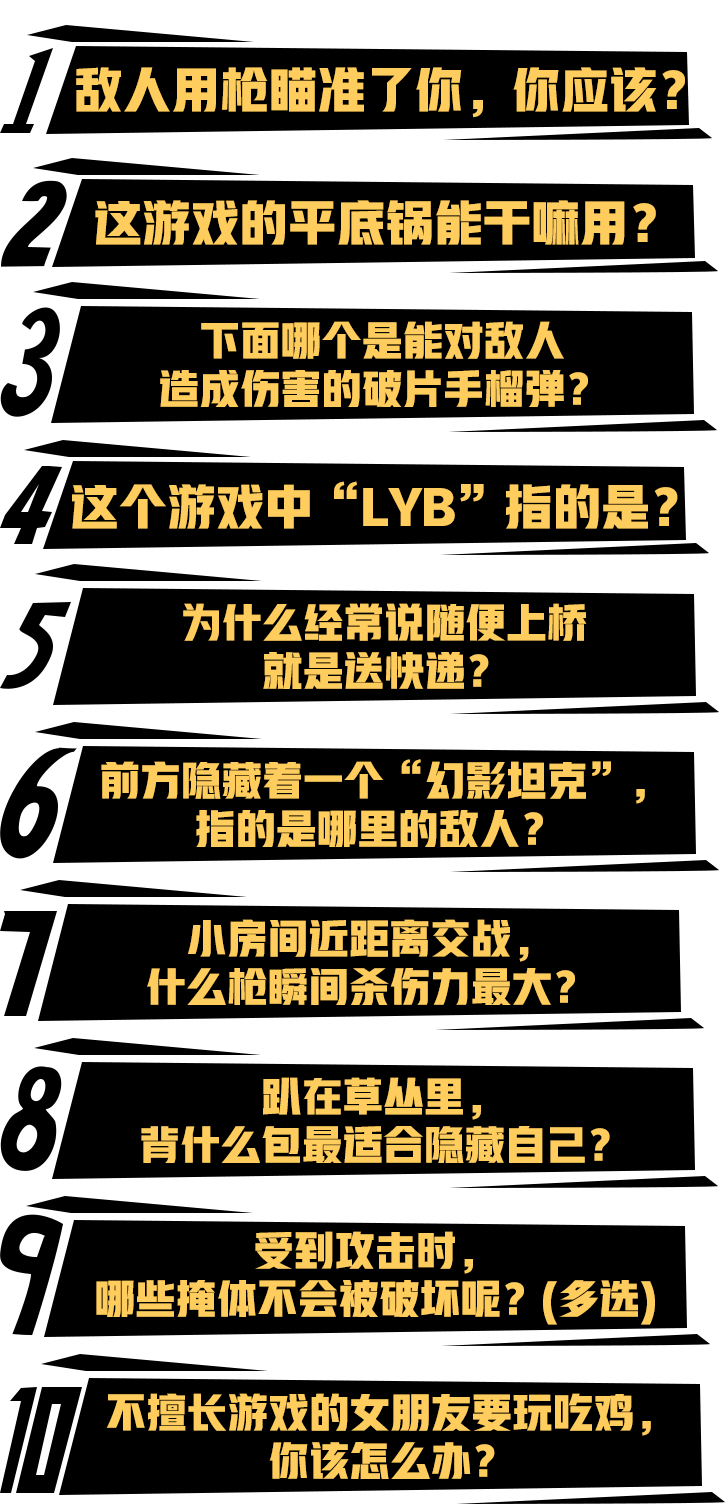 1 敌人用枪瞄准了你，你应该？
2 这游戏的平底锅能干嘛用？
3 下面哪个是能对敌人
造成伤害的破片手榴弹？
4 这个游戏中“LYB”指的是？
5 为什么经常说随便上桥
就是送快递？
6 前方隐藏着一个“幻影坦克”，
指的是哪里的敌人？
7 小房间近距离交战，
什么枪瞬间杀伤力最大？
8 趴在草丛里，
背什么包最适合隐藏自己？
9 受到攻击时，
哪些掩体不会被破坏呢？(多选)
10 不擅长游戏的女朋友要玩吃鸡，
你该怎么办？